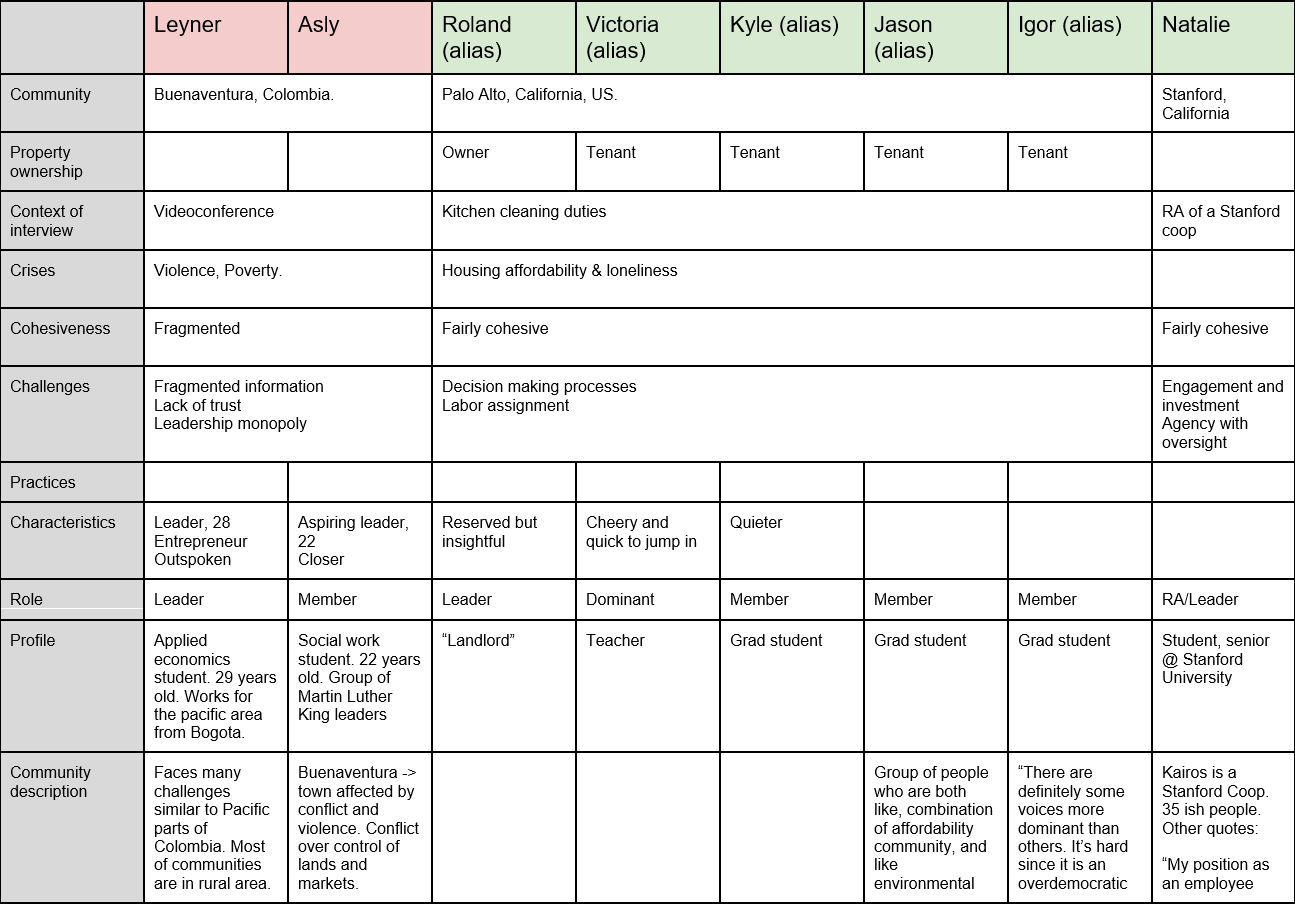 Leyner
Asly
Roland
(alias)
Victoria
(alias)
Kyle (alias)
Jason
(alias)
Igor (alias)
Natalie
Community
Buenaventura, Colombia.
Palo Alto, California, US.
Stanford,
California
Property
ownership
Owner
Tenant
Tenant
Tenant
Tenant
Context of
interview
Videoconference
Kitchen cleaning duties
RA of a Stanford
coop
Crises
Violence, Poverty.
Housing affordability & loneliness
Cohesiveness
Fragmented
Fairly cohesive
Fairly cohesive
Challenges
Fragmented information
Lack of trust
Leadership monopoly
Decision making processes
Labor assignment
Engagement and
investment
Agency with
oversight
Practices
Characteristics
Leader, 28
Entrepreneur
Outspoken
Aspiring leader,
22
Closer
Reserved but
insightful
Cheery and
quick to jump in
Quieter
Role
Leader
Member
Leader
Dominant
Member
Member
Member
RA/Leader
Profile
Applied
economics
student. 29 years
old. Works for
the pacific area
from Bogota.
Social work
student. 22 years
old. Group of
Martin Luther
King leaders
“Landlord”
Teacher
Grad student
Grad student
Grad student
Student, senior
@ Stanford
University
Community
description
Faces many
challenges
similar to Pacific
parts of
Colombia. Most
of communities
are in rural area.
Buenaventura ->
town affected by
conflict and
violence. Conflict
over control of
lands and
markets.
Group of people
who are both
like, combination
of affordability
community, and
like
environmental
“There are
definitely some
voices more
dominant than
others. It’s hard
since it is an
overdemocratic
Kairos is a
Stanford Coop.
35 ish people.
Other quotes:
“My position as
an employee